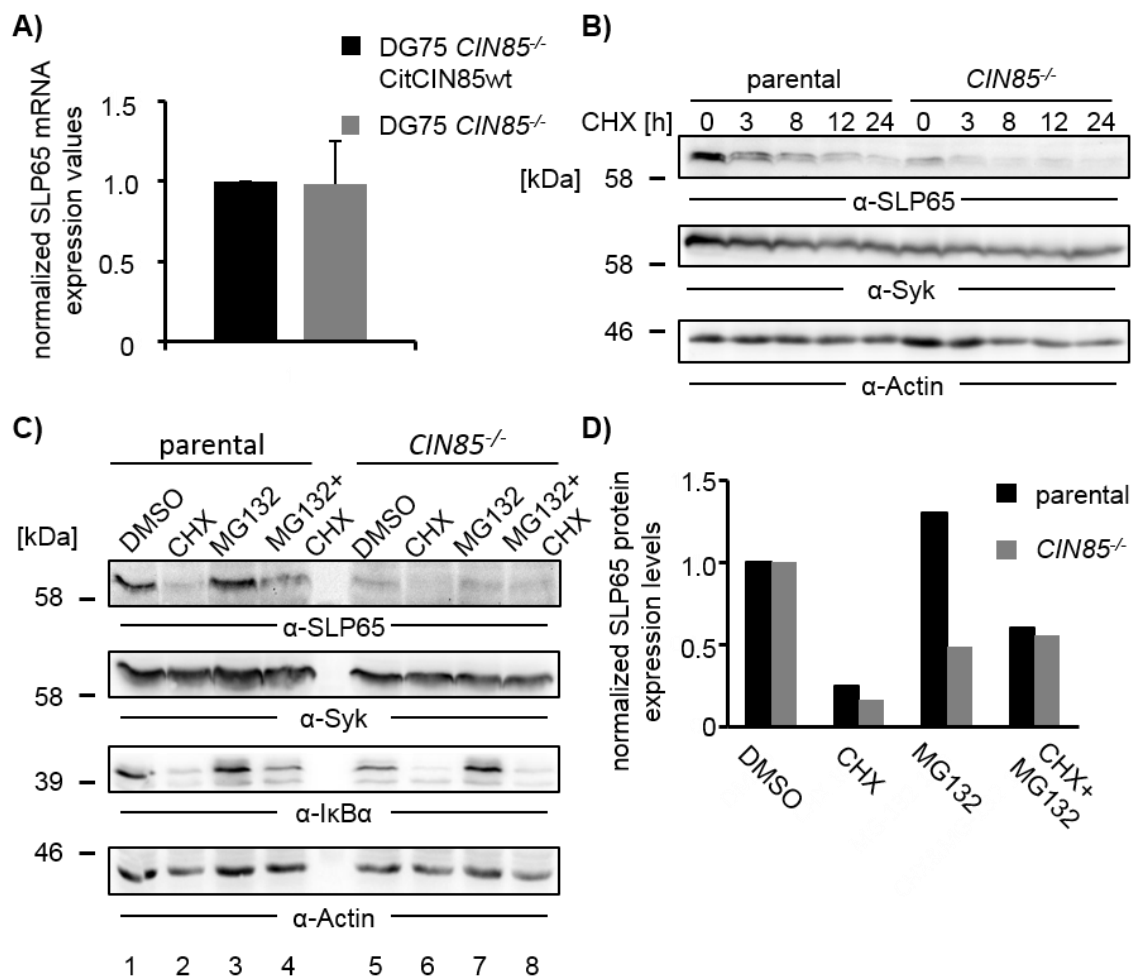 A)
normalized SLP65 mRNA
expression values
1.5
1.0
0.5
0
DG75 CIN85-/-
CitCIN85wt
DG75 CIN85-/-
B)
parental CIN85-/-
CHX [h] 0 3 8 12 24 0 3 8 12 24
[kDa]
58
α-SLP65
58
α-Syk
46
α-Actin
C)
parental CIN85-/-
DMSO CHX MG132 MG132+ CHX DMSO CHX MG132 MG132+ CHX
[kDa]
58
α-SLP65
58
α-Syk
39
α-IκBα
46
α-Actin
1 2 3 4 5 6 7 8
D)
normalized SLP65 protein
expression levels
1.5
1.0
0.5
0
parental
CIN85-/-
DMSO CHX MG132 CHX+
MG132